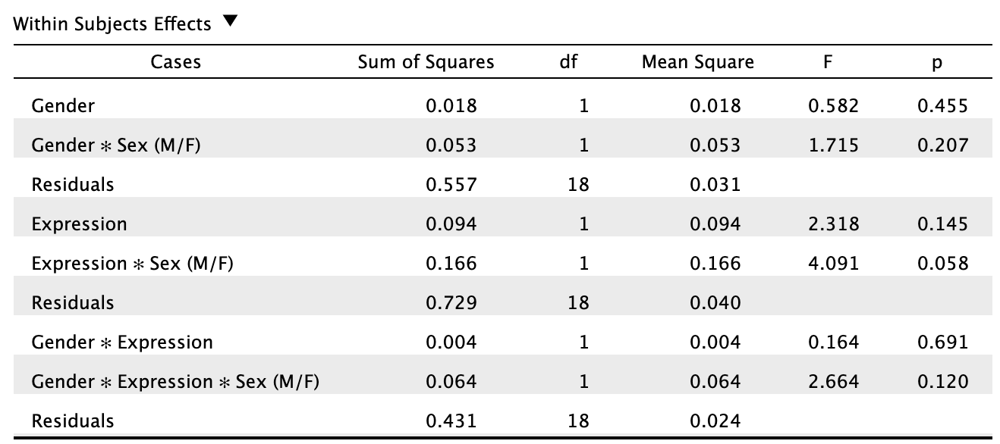 Within Subjects Effects ▼
Cases Sum of Squares df Mean Square F p
Gender 0.018 1 0.018 0.582 0.455
Gender ∗ Sex (M/F) 0.053 1 0.053 1.715 0.207
Residuals 0.557 18 0.031
Expression 0.094 1 0.094 2.318 0.145
Expression ∗ Sex (M/F) 0.166 1 0.166 4.091 0.058
Residuals 0.729 18 0.040
Gender ∗ Expression 0.004 1 0.004 0.164 0.691
Gender ∗ Expression ∗ Sex (M/F) 0.064 1 0.064 2.664 0.120
Residuals 0.431 18 0.024